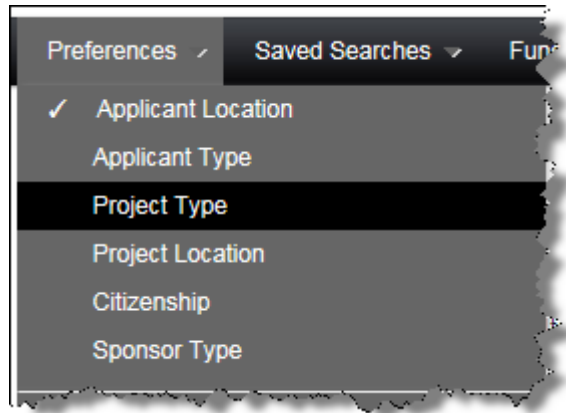 Preferences Saved Searches
✓ Applicant Location
Applicant Type
Project Type
Project Location
Citizenship
Sponsor Type